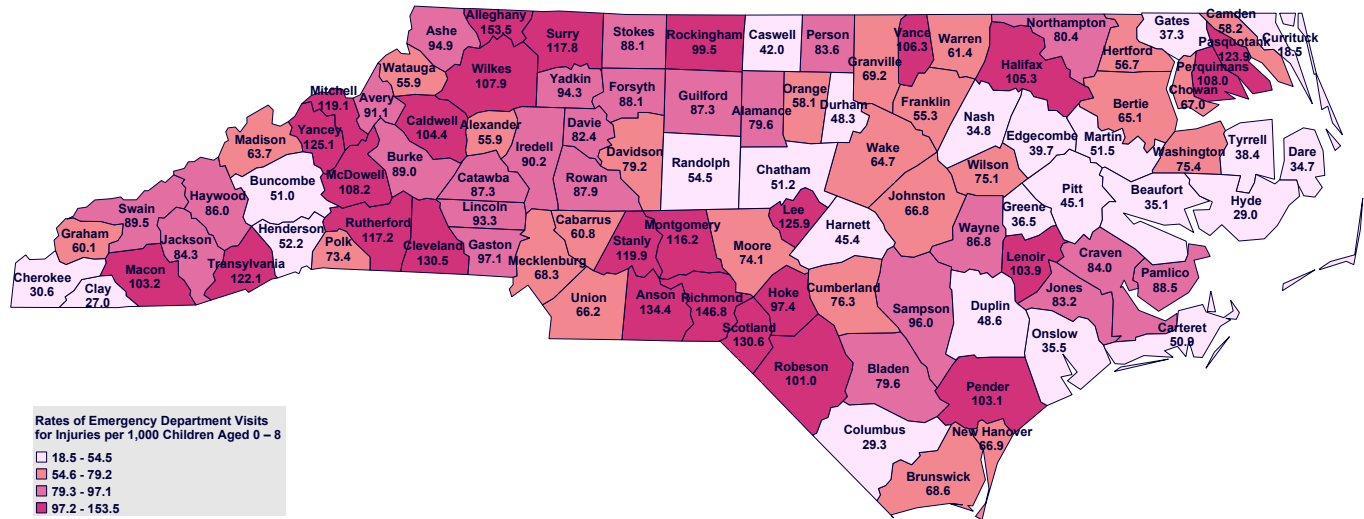 Alleghany
153.5
Ashe
94.9
Surry
117.8
Stokes
88.1
Rockingham
99.5
Caswell
42.0
Person
83.6
Vance
106.3
Warren
61.4
Northampton
80.4
Gates
37.3
Camden
58.2
Currituck
18.5
Pasquotank
123.9
Perquimans
108.0
Chowan
67.0
Hertford
56.7
Halifax
105.3
Granville
69.2
Watauga
55.9
Wilkes
107.9
Yadkin
94.3
Forsyth
88.1
Guilford
87.3
Alamance
79.6
Orange
58.1
Durham
48.3
Franklin
55.3
Nash
34.8
Edgecombe
39.7
Martin
51.5
Bertie
65.1
Washington
75.4
Tyrrell
38.4
Dare
34.7
Mitchell
119.1
Avery
91.1
Caldwell
104.4
Alexander
55.9
Iredell
90.2
Davie
82.4
Davidson
79.2
Randolph
54.5
Chatham
51.2
Wake
64.7
Wilson
75.1
Pitt
45.1
Beaufort
35.1
Hyde
29.0
Madison
63.7
Yancey
125.1
McDowell
108.2
Burke
89.0
Catawba
87.3
Rowan
87.9
Johnston
66.8
Greene
36.5
Buncombe
51.0
Haywood
86.0
Swain
89.5
Graham
60.1
Jackson
84.3
Henderson
52.2
Polk
73.4
Rutherford
117.2
Cleveland
130.5
Lincoln
93.3
Gaston
97.1
Cabarrus
60.8
Mecklenburg
68.3
Stanly
119.9
Montgomery
116.2
Moore
74.1
Lee
125.9
Harnett
45.4
Wayne
86.8
Lenoir
103.9
Craven
84.0
Pamlico
88.5
Cherokee
30.6
Clay
27.0
Macon
103.2
Transylvania
122.1
Union
66.2
Anson
134.4
Richmond
146.8
Scotland
130.6
Hoke
97.4
Cumberland
76.3
Sampson
96.0
Duplin
48.6
Jones
83.2
Onslow
35.5
Carteret
50.9
Robeson
101.0
Bladen
79.6
Pender
103.1
Columbus
29.3
New Hanover
66.9
Brunswick
68.6
Rates of Emergency Department Visits
for Injuries per 1,000 Children Aged 0 – 8
18.5 - 54.5
54.6 - 79.2
79.3 - 97.1
97.2 - 153.5